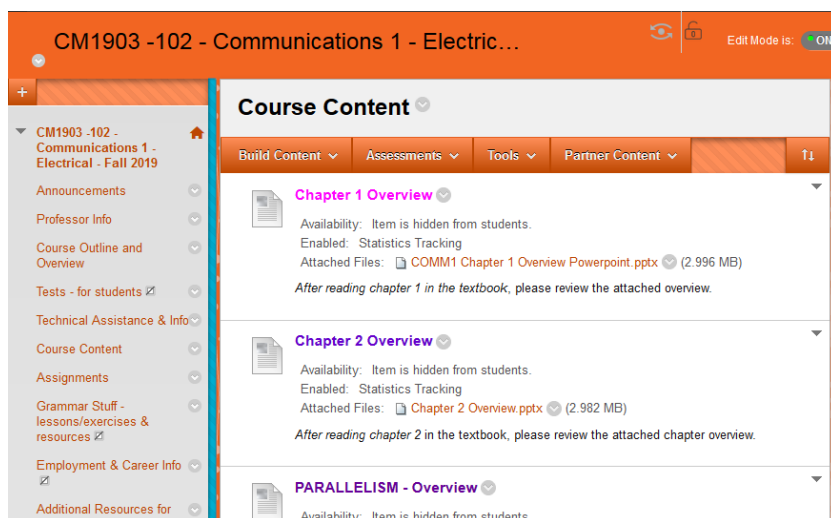 CM1903 -102 - Communications 1 - Electric…
Edit Mode is: ON
+
CM1903 -102 -
Communications 1 -
Electrical - Fall 2019
Announcements
Professor Info
Course Outline and
Overview
Tests - for students
Technical Assistance & Info
Course Content
Assignments
Grammar Stuff -
lessons/exercises &
resources
Employment & Career Info
Additional Resources for
Course Content
Build Content Assessments Tools Partner Content
Chapter 1 Overview
Availability: Item is hidden from students.
Enabled: Statistics Tracking
Attached Files: COMM1 Chapter 1 Overview Powerpoint.pptx (2.996 MB)
After reading chapter 1 in the textbook, please review the attached overview.
Chapter 2 Overview
Availability: Item is hidden from students.
Enabled: Statistics Tracking
Attached Files: Chapter 2 Overview.pptx (2.982 MB)
After reading chapter 2 in the textbook, please review the attached chapter overview.
PARALLELISM - Overview
Availability: Item is hidden from students.